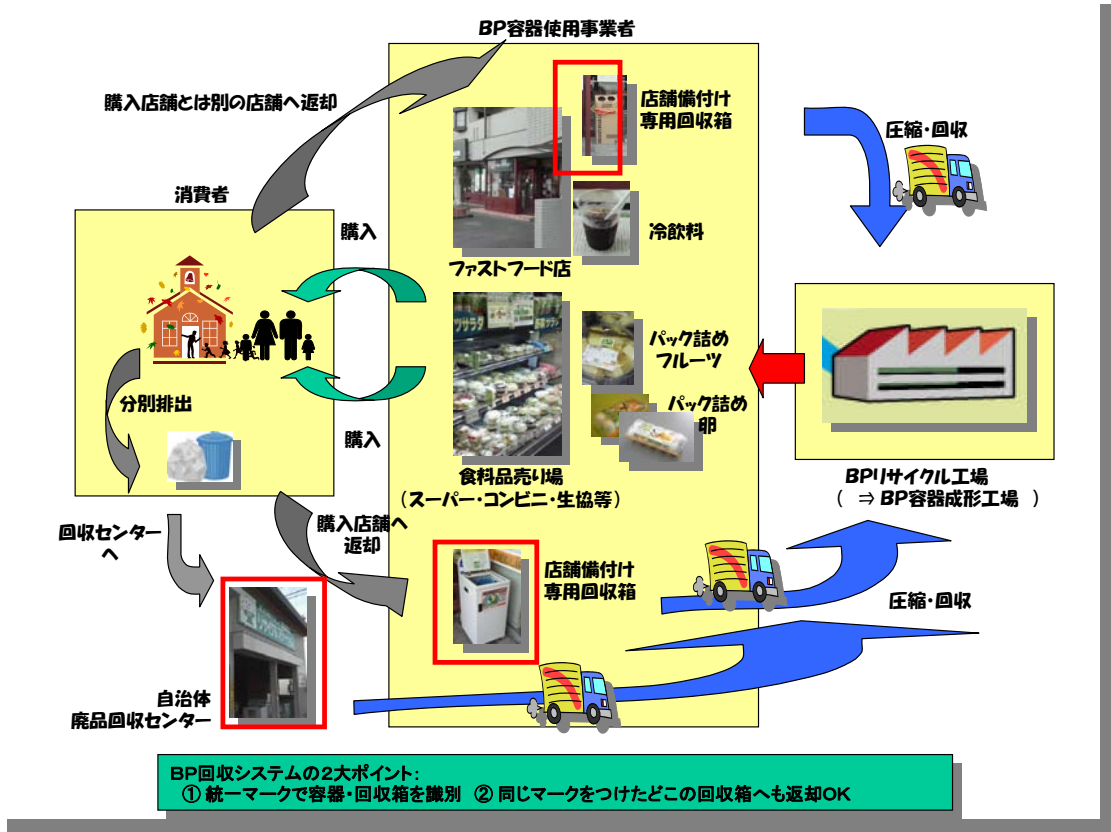 BP容器使用事業者
購入店舗とは別の店舗へ返却
店舗備付け
専用回収箱
圧縮・回収
消費者
購入
冷飲料
ファストフード店
パック詰め
フルーツ
分別排出
パック詰め
卵
購入
食料品売り場
（スーパー・コンビニ・生協等）
BPリサイクル工場
（ ⇒BP容器成形工場 ）
回収センター
へ
購入店舗へ
返却
店舗備付け
専用回収箱
圧縮・回収
自治体
廃品回収センター
BP回収システムの2大ポイント：
① 統一マークで容器・回収箱を識別 ② 同じマークをつけたどこの回収箱へも返却OK